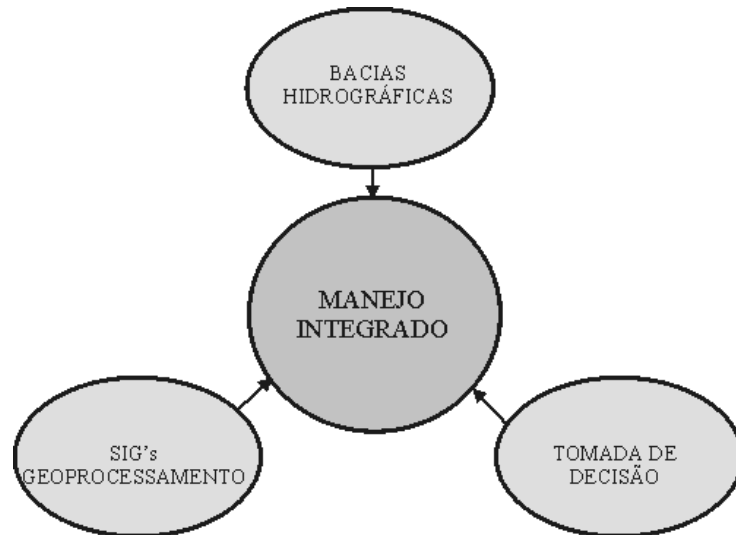 BACIAS
HIDROGRÁFICAS
MANEJO
INTEGRADO
SIG's
GEOPROCESSAMENTO
TOMADA DE
DECISÃO